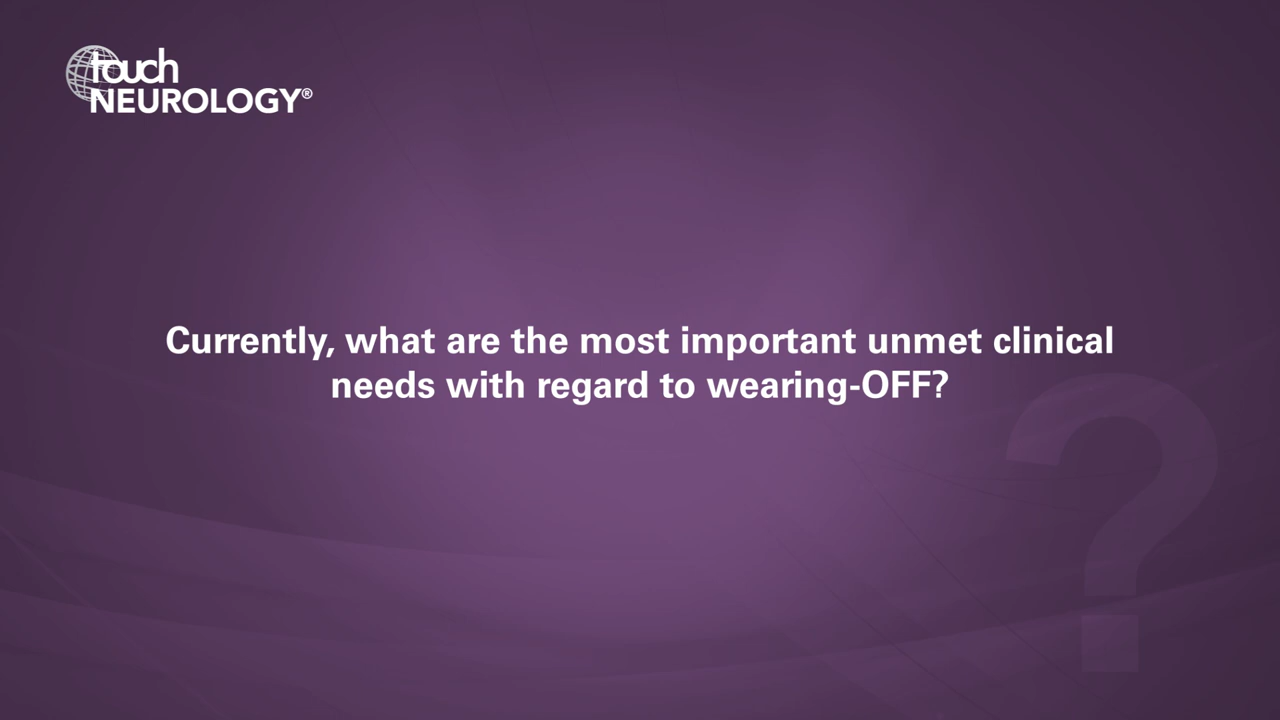 touch
NEUROLOGY®
Currently, what are the most important unmet clinical
needs with regard to wearing-OFF?
?